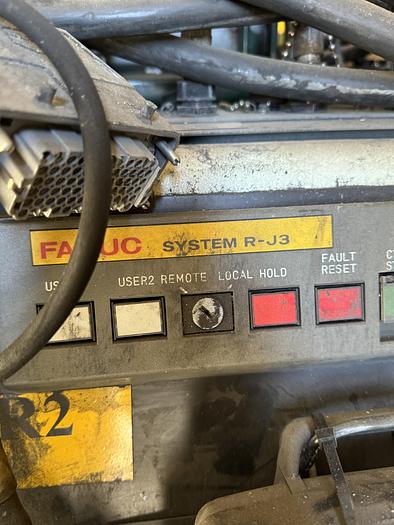 FANUC SYSTEM R-J3
USER2 REMOTE LOCAL HOLD
FAULT
RESET
R2